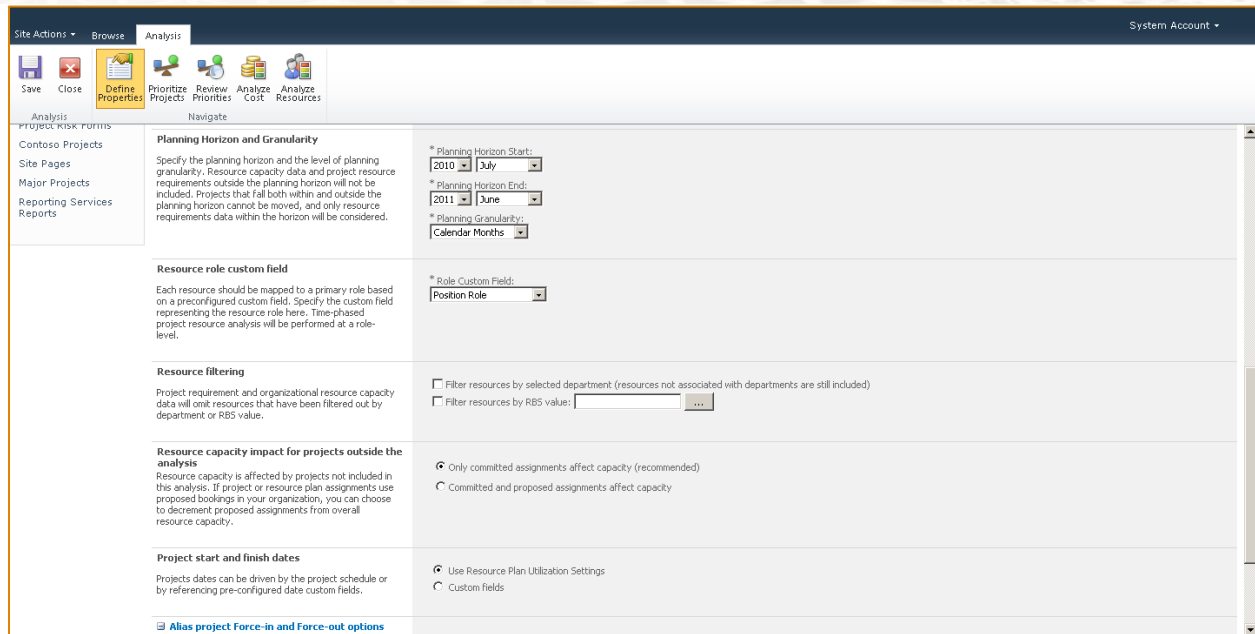 System Account
Site Actions Browse Analysis
Save Close Define Properties Prioritize Projects Review Priorities Analyze Cost Analyze Resources
Analysis Navigate
Project Risk Forms
Contoso Projects
Site Pages
Major Projects
Reporting Services
Reports
Planning Horizon and Granularity
Specify the planning horizon and the level of planning
granularity. Resource capacity data and project resource
requirements outside the planning horizon will not be
included. Projects that fall both within and outside the
planning horizon cannot be moved, and only resource
requirements data within the horizon will be considered.
* Planning Horizon Start:
2010 July
* Planning Horizon End:
2011 June
* Planning Granularity:
Calendar Months
Resource role custom field
Each resource should be mapped to a primary role based
on a preconfigured custom field. Specify the custom field
representing the resource role here. Time-phased
project resource analysis will be performed at a role-
level.
* Role Custom Field:
Position Role
Resource filtering
Project requirement and organizational resource capacity
data will omit resources that have been filtered out by
department or RBS value.
Filter resources by selected department (resources not associated with departments are still included)
Filter resources by RBS value: ...
Resource capacity impact for projects outside the
analysis
Resource capacity is affected by projects not included in
this analysis. If project or resource plan assignments use
proposed bookings in your organization, you can choose
to decrement proposed assignments from overall
resource capacity.
Only committed assignments affect capacity (recommended)
Committed and proposed assignments affect capacity
Project start and finish dates
Projects dates can be driven by the project schedule or
by referencing pre-configured date custom fields.
Use Resource Plan Utilization Settings
Custom fields
Alias project Force-in and Force-out options